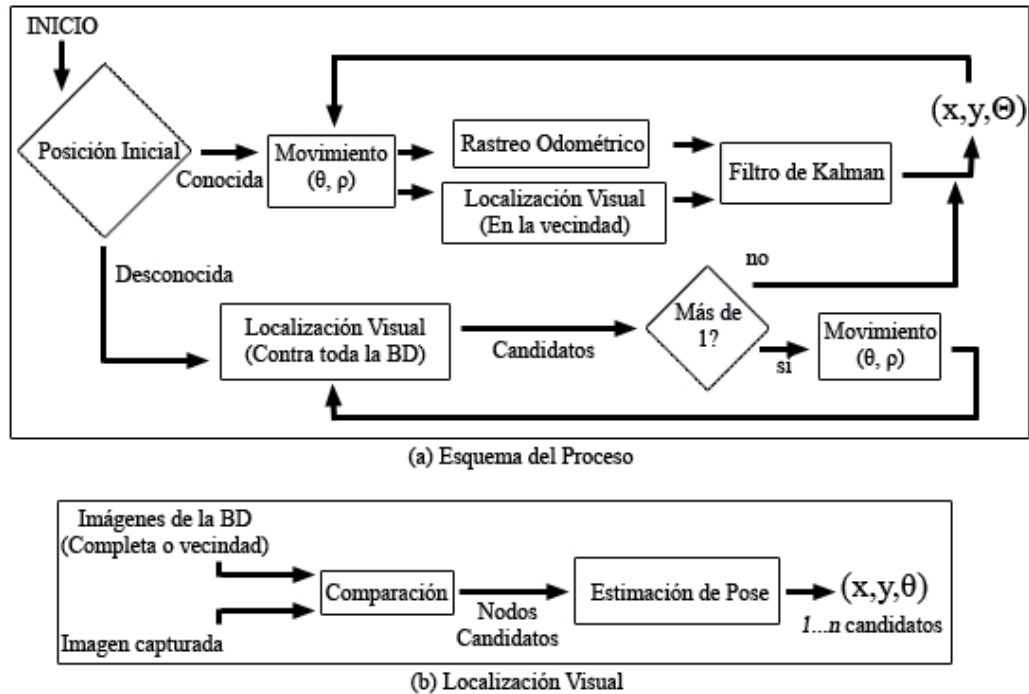 INICIO
Posición Inicial
Conocida
Movimiento
(θ, ρ)
Rastreo Odométrico
Localización Visual
(En la vecindad)
Filtro de Kalman
(x,y,Θ)
Desconocida
Localización Visual
(Contra toda la BD)
Candidatos
Más de
1?
no
si
Movimiento
(θ, ρ)
(a) Esquema del Proceso
Imágenes de la BD
(Completa o vecindad)
Imagen capturada
Comparación
Nodos
Candidatos
Estimación de Pose
(x,y,θ)
1...n candidatos
(b) Localización Visual